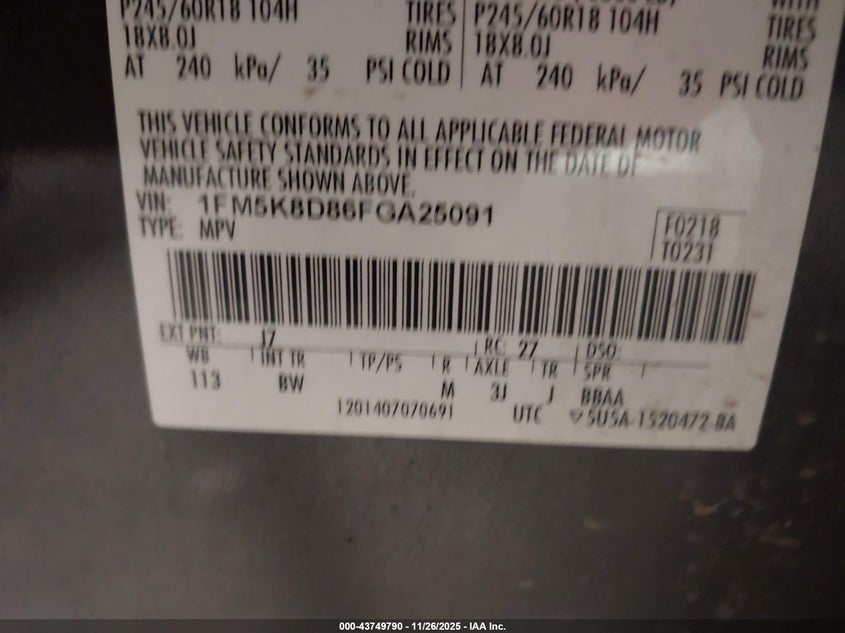 P245/60R18 104H TIRES P245/60R18 104H TIRES
18X8.0J RIMS 18X8.0J RIMS
AT 240 kPa/ 35 PSI COLD AT 240 kPa/ 35 PSI COLD
THIS VEHICLE CONFORMS TO ALL APPLICABLE FEDERAL MOTOR
VEHICLE SAFETY STANDARDS IN EFFECT ON THE DATE OF
MANUFACTURE SHOWN ABOVE.
VIN: 1FM5K8D86FGA25091
TYPE: MPV
F0218
T0231
EXT PNT: J7 RC: 27 DSO:
WB INT TR TP/PS R AXLE TR SPR
113 BW M 3J J BBAA
1201407070691 UTC ▽5U5A-1520472-BA
000-43749790 - 11/26/2025 - IAA Inc.